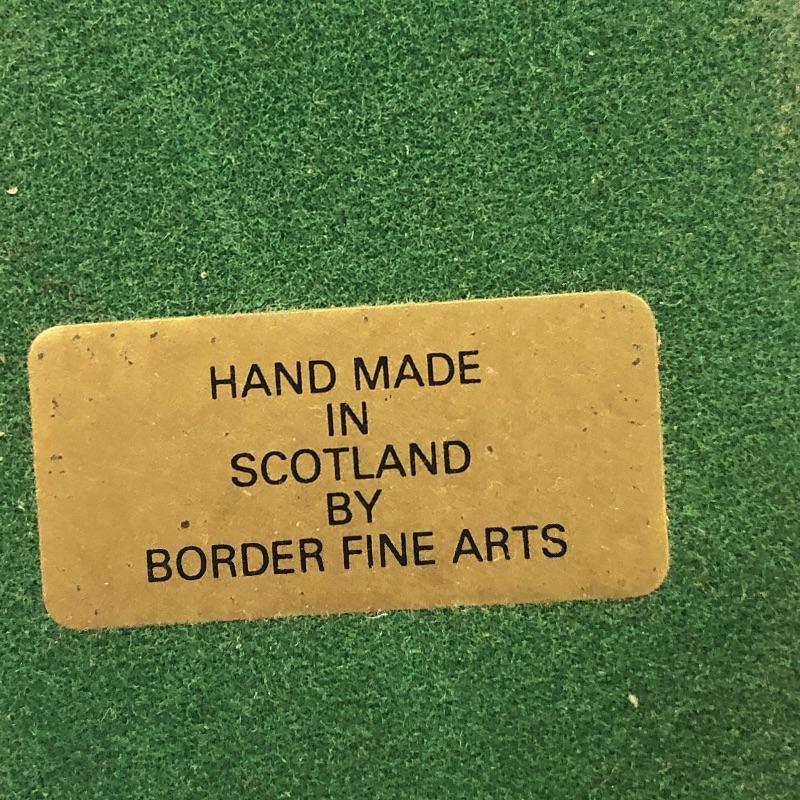 HAND MADE
IN
SCOTLAND
BY
BORDER FINE ARTS